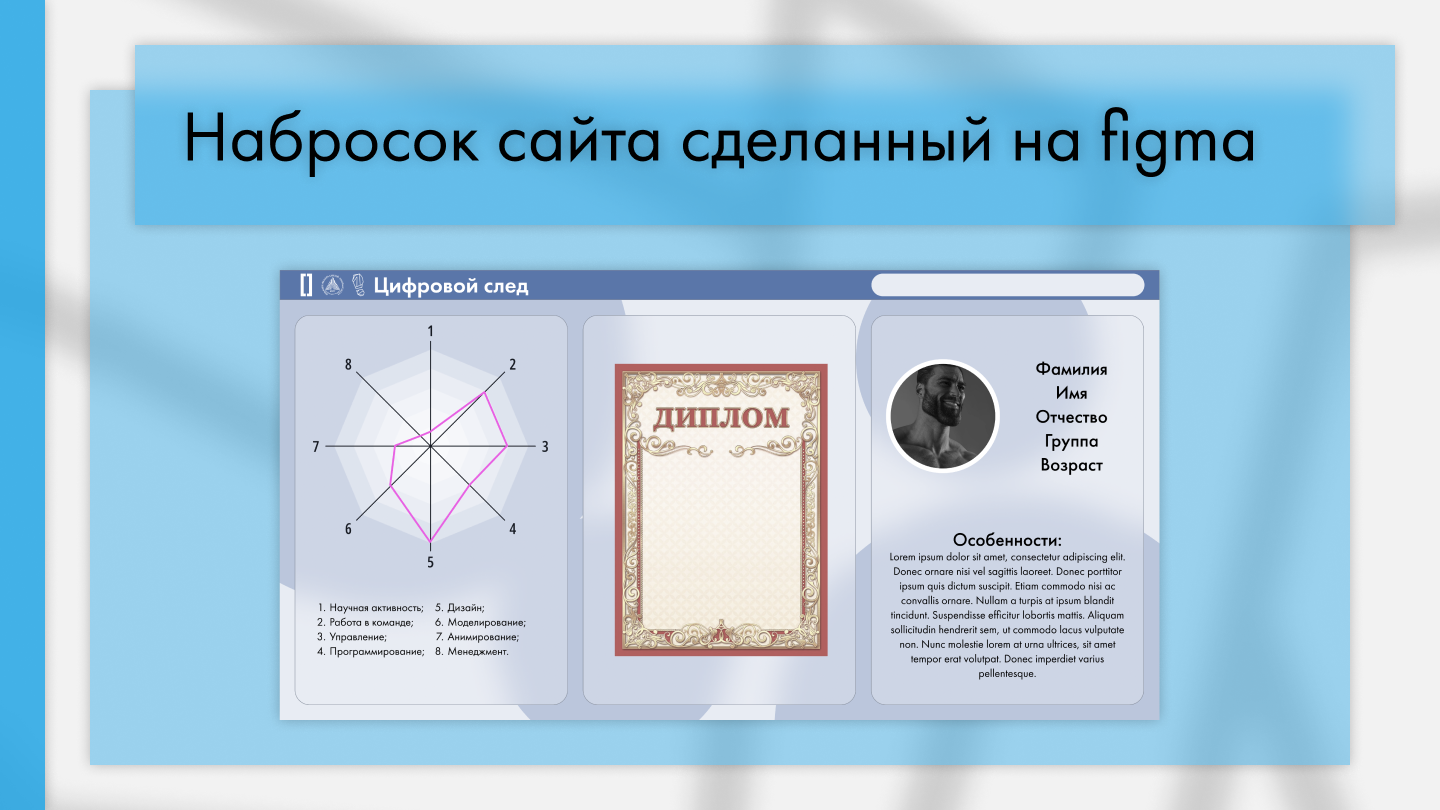 Набросок сайта сделанный на figma
[] Цифровой след
1
8
2
7
3
6
4
5
1. Научная активность;
2. Работа в команде;
3. Управление;
4. Программирование;
5. Дизайн;
6. Моделирование;
7. Анимирование;
8. Менеджмент.
ДИПЛОМ
Фамилия
Имя
Отчество
Группа
Возраст
Особенности:
Lorem ipsum dolor sit amet, consectetur adipiscing elit.
Donec ornare nisi vel sagittis laoreet. Donec porttitor
ipsum quis dictum suscipit. Etiam commodo nisi ac
convallis ornare. Nullam a turpis at ipsum blandit
tincidunt. Suspendisse efficitur lobortis mattis. Aliquam
sollicitudin hendrerit sem, ut commodo lacus vulputate
non. Nunc molestie lorem at urna ultrices, sit amet
tempor erat volutpat. Donec imperdiet varius
pellentesque.